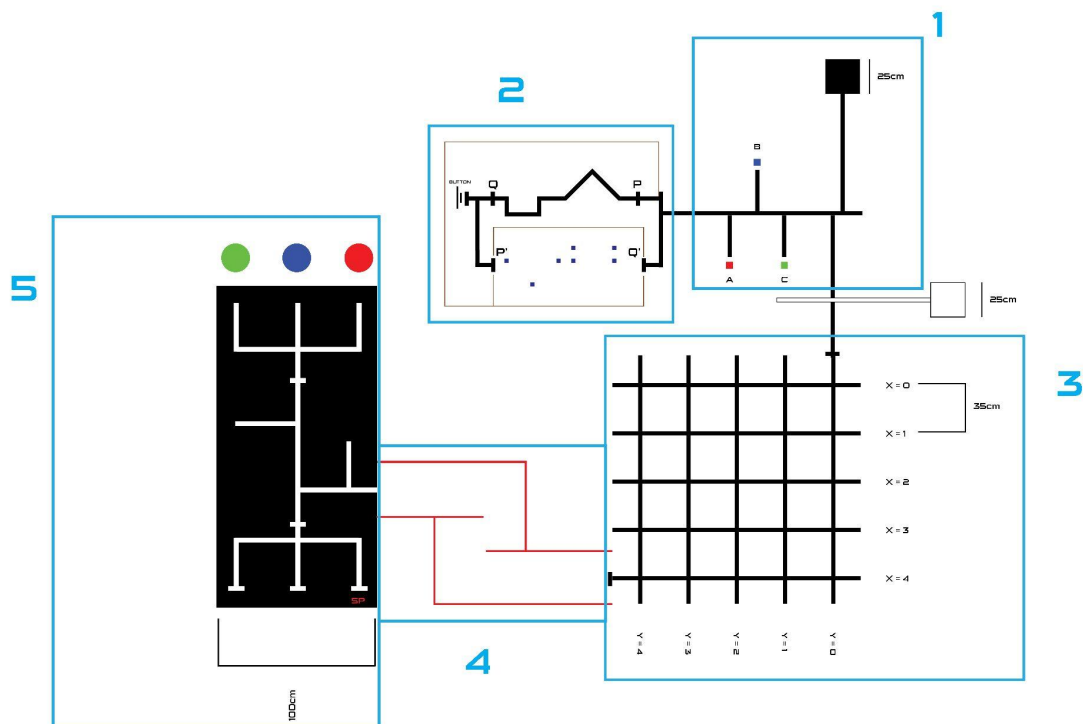 1
25cm
2
B
BUTTON
Q
P
P'
Q'
A
C
5
25cm
3
X = 0
35cm
X = 1
X = 2
X = 3
X = 4
SP
Y = 4
Y = 3
Y = 2
Y = 1
Y = 0
4
100cm